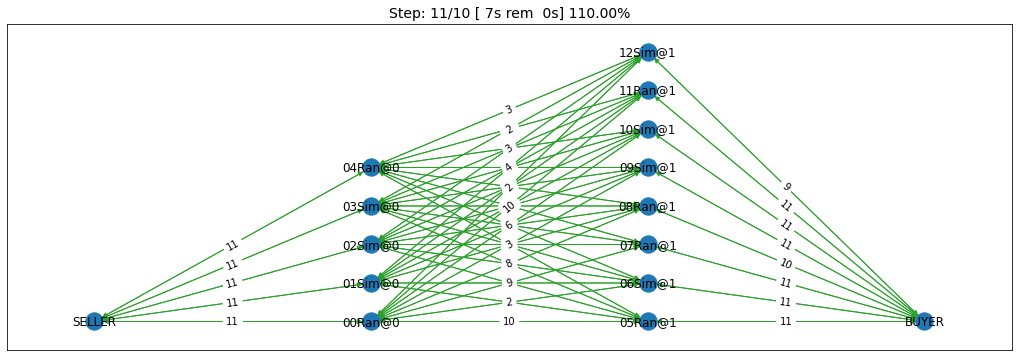 Step: 11/10 [ 7s rem  0s] 110.00%
12Sim@1
11Ran@1
3
2
10Sim@1
3
04Ran@0
4
09Sim@1
2
9
03Sim@0
10
11
08Ran@1
6
11
11
02Sim@0
3
07Ran@1
11
11
8
10
01Sim@0
9
06Sim@1
11
11
11
2
11
SELLER
11
00Ran@0
10
05Ran@1
11
BUYER